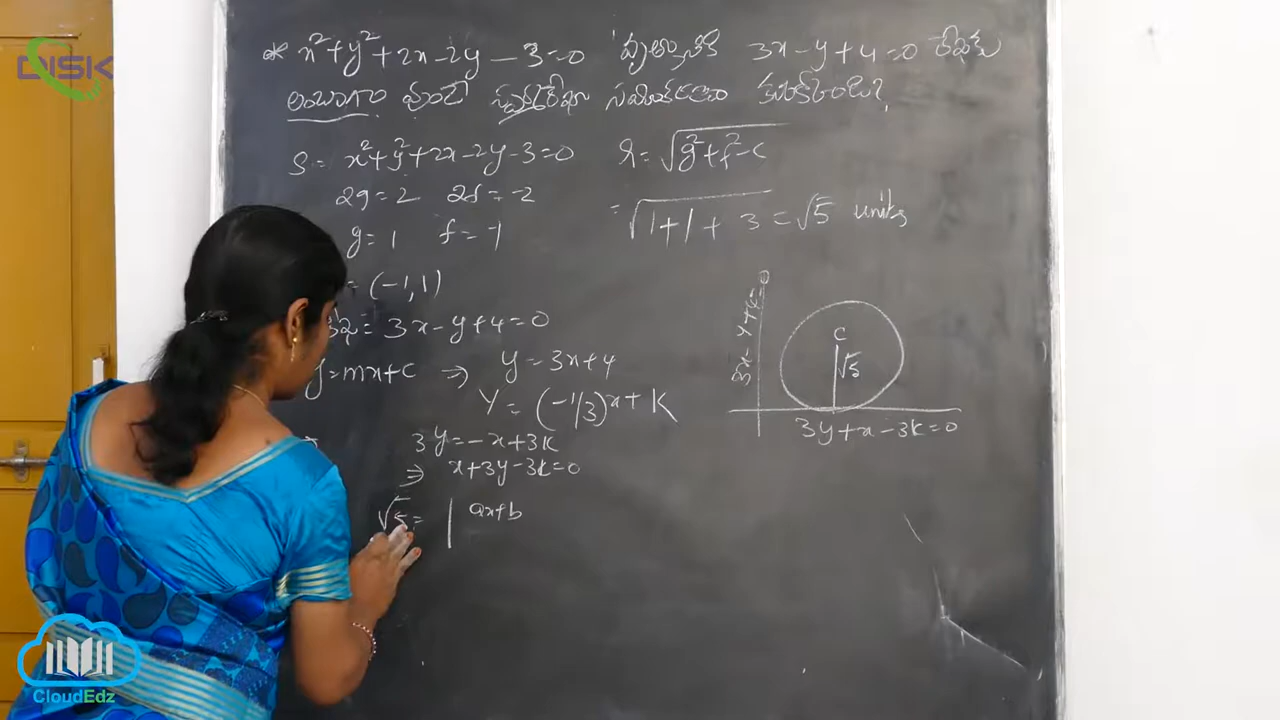 DISK
* x²+y²+2x-2y-3=0 వృత్తానికి 3x-y+4=0 రేఖకు
లంబంగా వుండే స్పర్శరేఖా సమీకరణం కనుక్కోండి?
S = x²+y²+2x-2y-3=0
2g=2 2f=-2
g=1 f=-1
= (-1,1)
= 3x-y+4=0
y=mx+c ⇒ y=3x+4
Y = (-1/3)x+K
3y=-x+3K
⇒ x+3y-3K=0
√5= | ax+b
r=√g²+f²-c
=√1+1+3 =√5 units
C
√5
3y+x-3K=0
CloudEdz